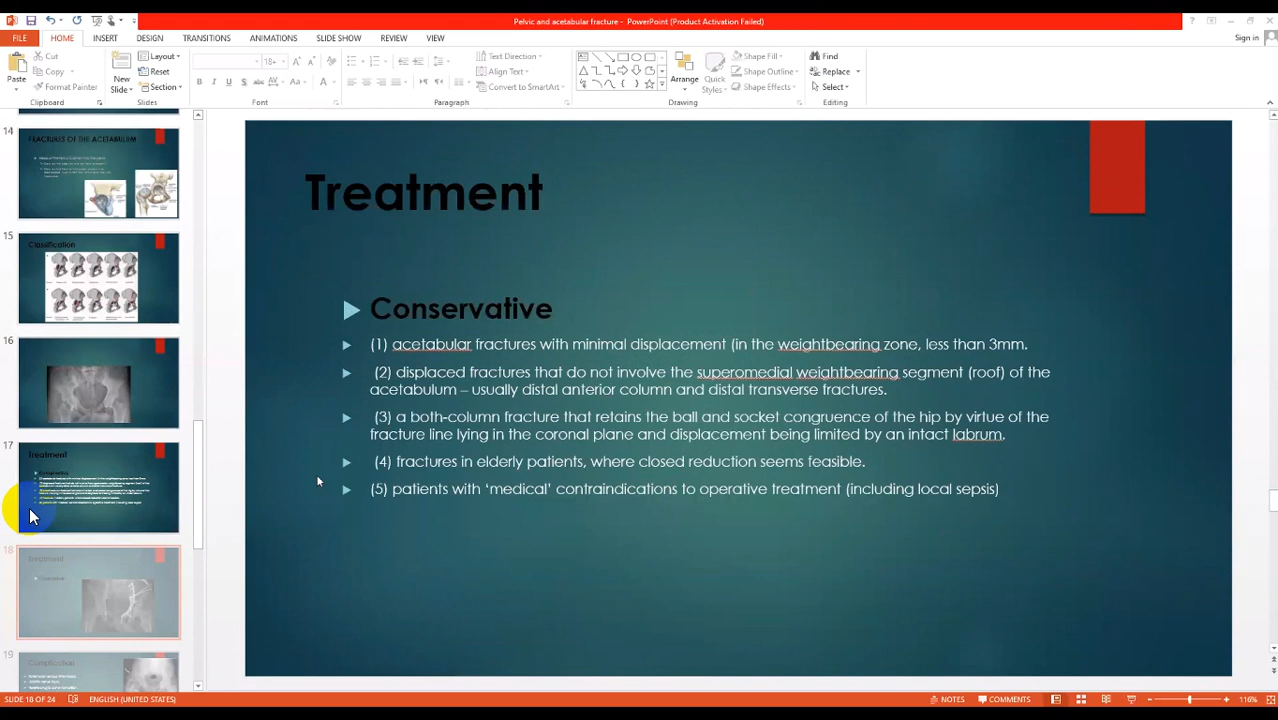 Pelvic and acetabular fracture - PowerPoint (Product Activation Failed)
Sign in
FILE HOME INSERT DESIGN TRANSITIONS ANIMATIONS SLIDE SHOW REVIEW VIEW
Paste
Cut
Copy
Format Painter
Clipboard
New
Slide
Layout
Reset
Section
Slides
18+
Font
Text Direction
Align Text
Convert to SmartArt
Paragraph
Arrange
Quick
Styles
Shape Fill
Shape Outline
Shape Effects
Drawing
Find
Replace
Select
Editing
14
FRACTURES OF THE ACETABULUM
15
Classification
16
17
Treatment
18
Treatment
19
Complication
Treatment
Conservative
(1) acetabular fractures with minimal displacement (in the weightbearing zone, less than 3mm.
(2) displaced fractures that do not involve the superomedial weightbearing segment (roof) of the
acetabulum – usually distal anterior column and distal transverse fractures.
(3) a both-column fracture that retains the ball and socket congruence of the hip by virtue of the
fracture line lying in the coronal plane and displacement being limited by an intact labrum.
(4) fractures in elderly patients, where closed reduction seems feasible.
(5) patients with 'medical' contraindications to operative treatment (including local sepsis)
SLIDE 18 OF 24 ENGLISH (UNITED STATES) NOTES COMMENTS 116%